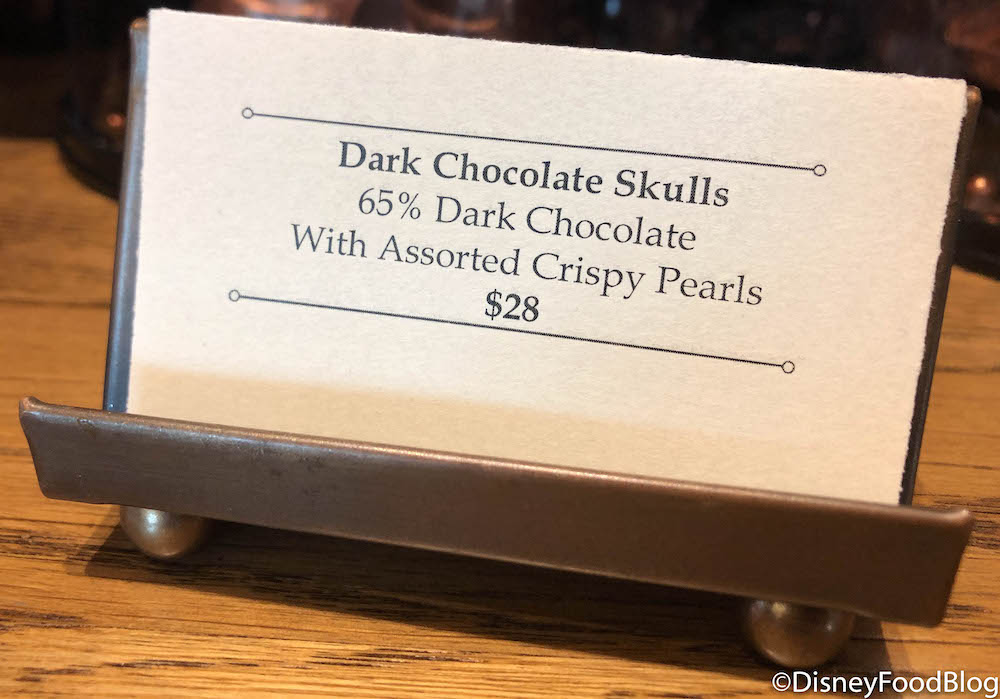 Dark Chocolate Skulls
65% Dark Chocolate
With Assorted Crispy Pearls
$28
©DisneyFoodBlog